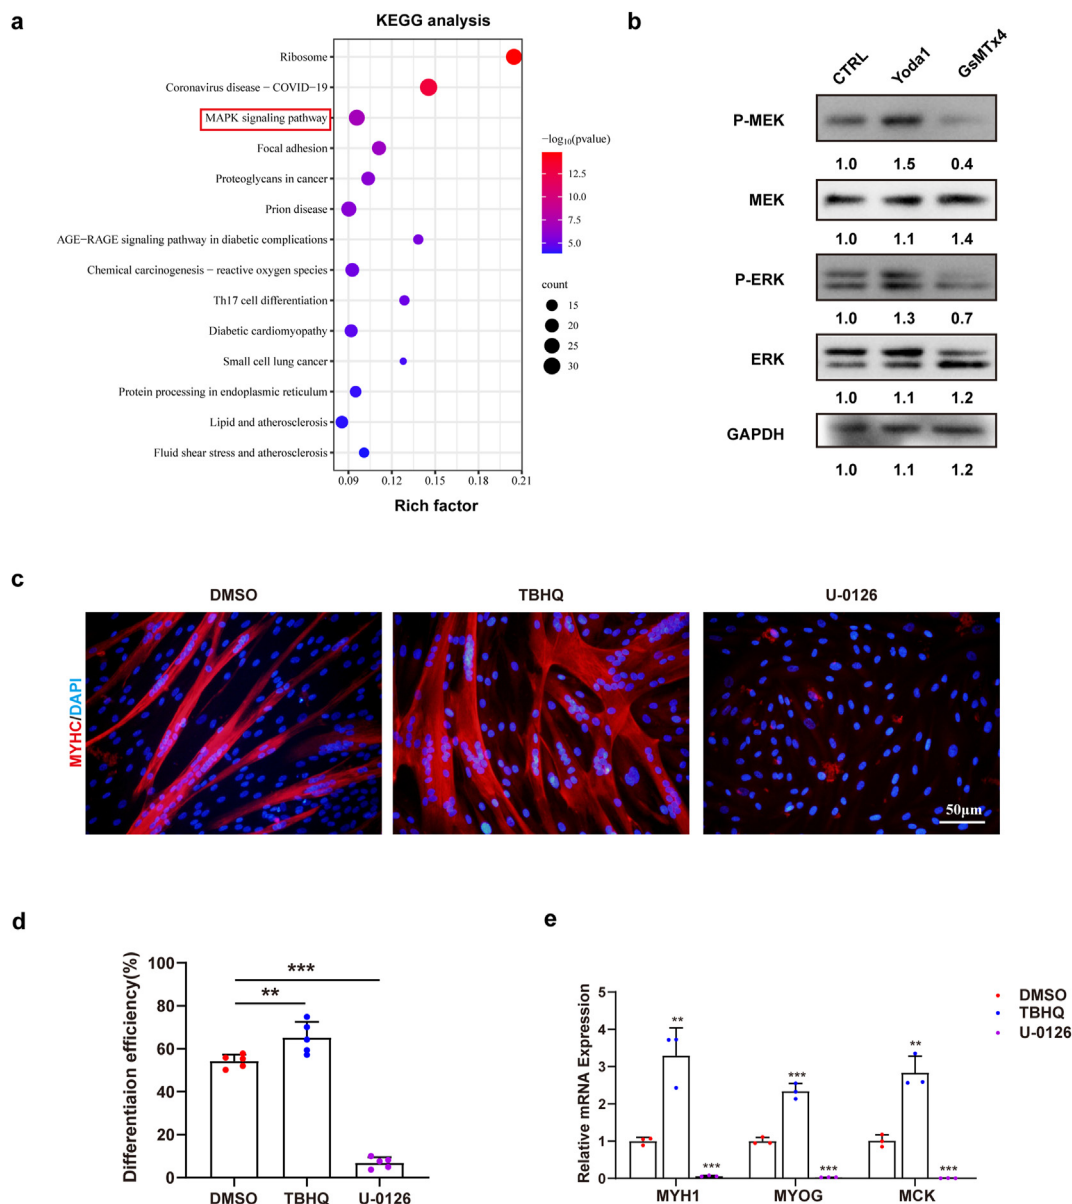 a
KEGG analysis
Ribosome
Coronavirus disease − COVID−19
MAPK signaling pathway
Focal adhesion
Proteoglycans in cancer
Prion disease
AGE−RAGE signaling pathway in diabetic complications
Chemical carcinogenesis − reactive oxygen species
Th17 cell differentiation
Diabetic cardiomyopathy
Small cell lung cancer
Protein processing in endoplasmic reticulum
Lipid and atherosclerosis
Fluid shear stress and atherosclerosis
0.09 0.12 0.15 0.18 0.21
Rich factor
−log10(pvalue)
12.5
10.0
7.5
5.0
count
15
20
25
30
b
CTRL Yoda1 GsMTx4
P-MEK
1.0 1.5 0.4
MEK
1.0 1.1 1.4
P-ERK
1.0 1.3 0.7
ERK
1.0 1.1 1.2
GAPDH
1.0 1.1 1.2
c
DMSO TBHQ U-0126
MYHC/DAPI
50μm
d
Differentiaion efficiency(%)
100
80
60
40
20
0
***
**
DMSO TBHQ U-0126
e
Relative mRNA Expression
5
4
3
2
1
0
** *** *** *** ** ***
MYH1 MYOG MCK
DMSO
TBHQ
U-0126